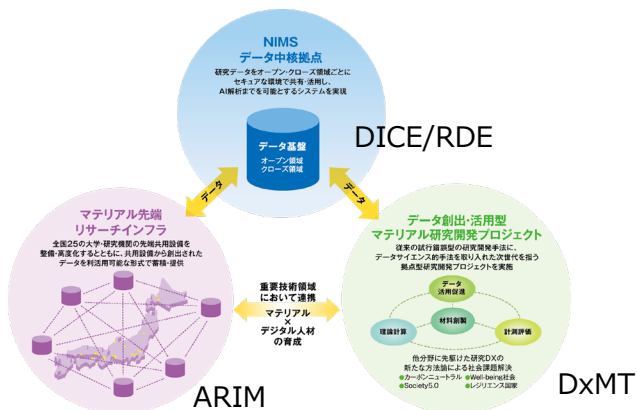 NIMS
データ中核拠点
研究データをオープン・クローズ領域ごとに
セキュアな環境で共有・活用し、
AI解析までを可能とするシステムを実現
データ基盤
オープン領域
クローズ領域
DICE/RDE
データ
データ
マテリアル先端
リサーチインフラ
全国25の大学・研究機関の先端共用設備を
整備・高度化するとともに、共用設備から創出された
データを利活用可能な形式で蓄積・提供
ARIM
重要技術領域
において連携
マテリアル
×
デジタル人材
の育成
データ創出・活用型
マテリアル研究開発プロジェクト
従来の試行錯誤型の研究開発手法に、
データサイエンス的手法を取り入れた次世代を担う
拠点型研究開発プロジェクトを実施
データ
活用促進
理論計算
材料創製
計測評価
他分野に先駆けた研究DXの
新たな方法論による社会課題解決
●カーボンニュートラル ●Well-being社会
●Society5.0 ●レジリエンス国家
DxMT